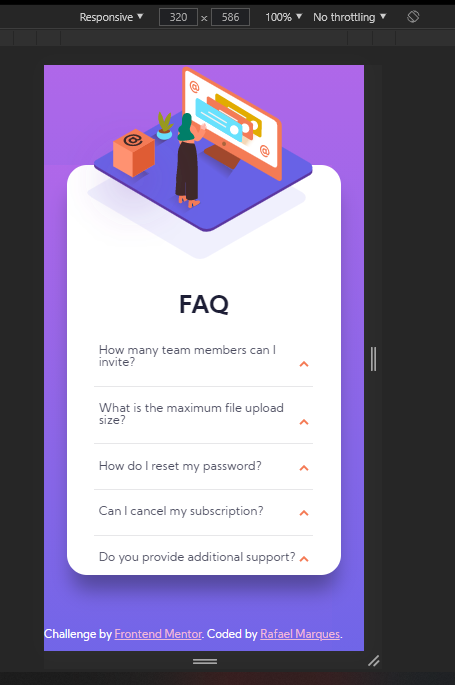 Responsive ▼ 320 × 586 100% ▼ No throttling ▼
@
@
@
FAQ
How many team members can I
invite?
What is the maximum file upload
size?
How do I reset my password?
Can I cancel my subscription?
Do you provide additional support?
Challenge by Frontend Mentor. Coded by Rafael Marques.